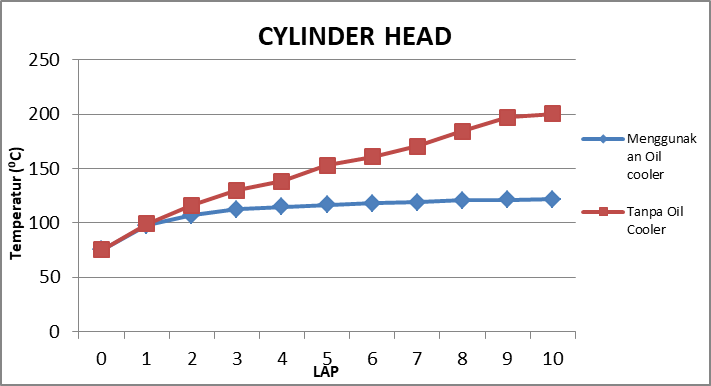 CYLINDER HEAD
250
200
150
100
50
0
Temperatur (⁰C)
0 1 2 3 4 5 6 7 8 9 10
LAP
Menggunak
an Oil
cooler
Tanpa Oil
Cooler